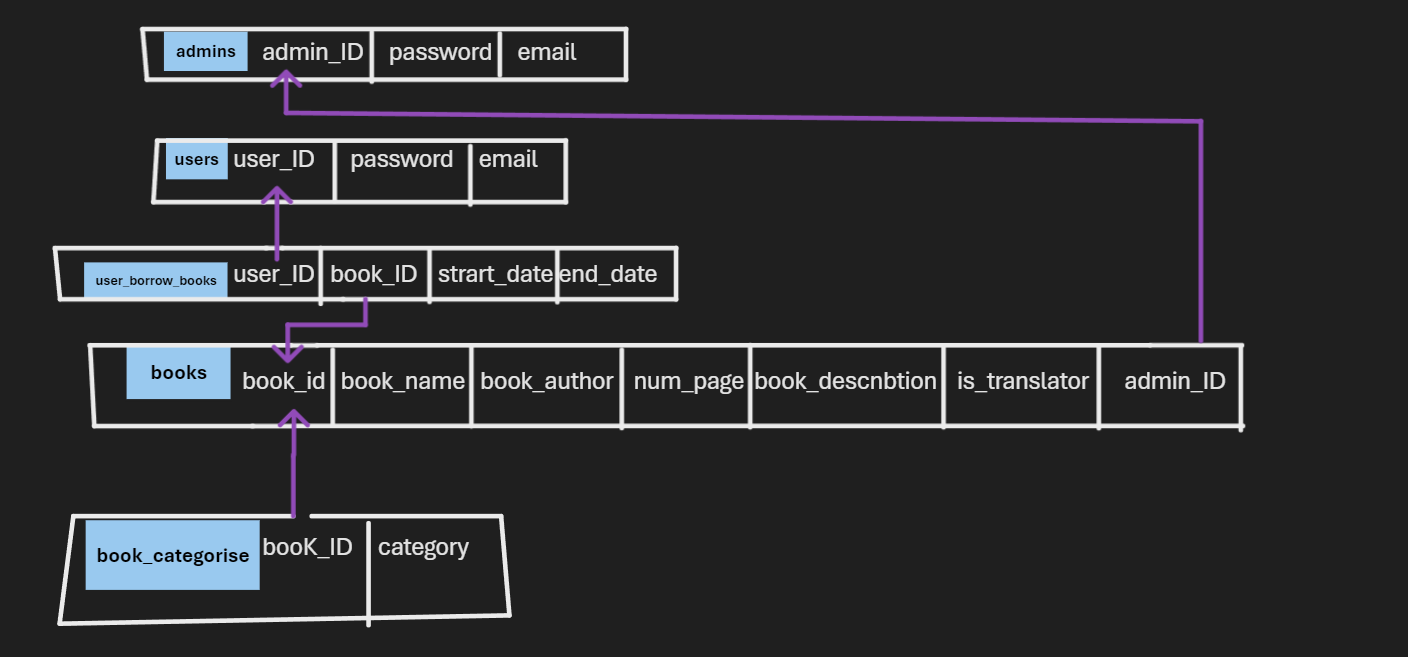 admins admin_ID password email
users user_ID password email
user_borrow_books user_ID book_ID strart_date end_date
books book_id book_name book_author num_page book_descnbtion is_translator admin_ID
book_categorise booK_ID category